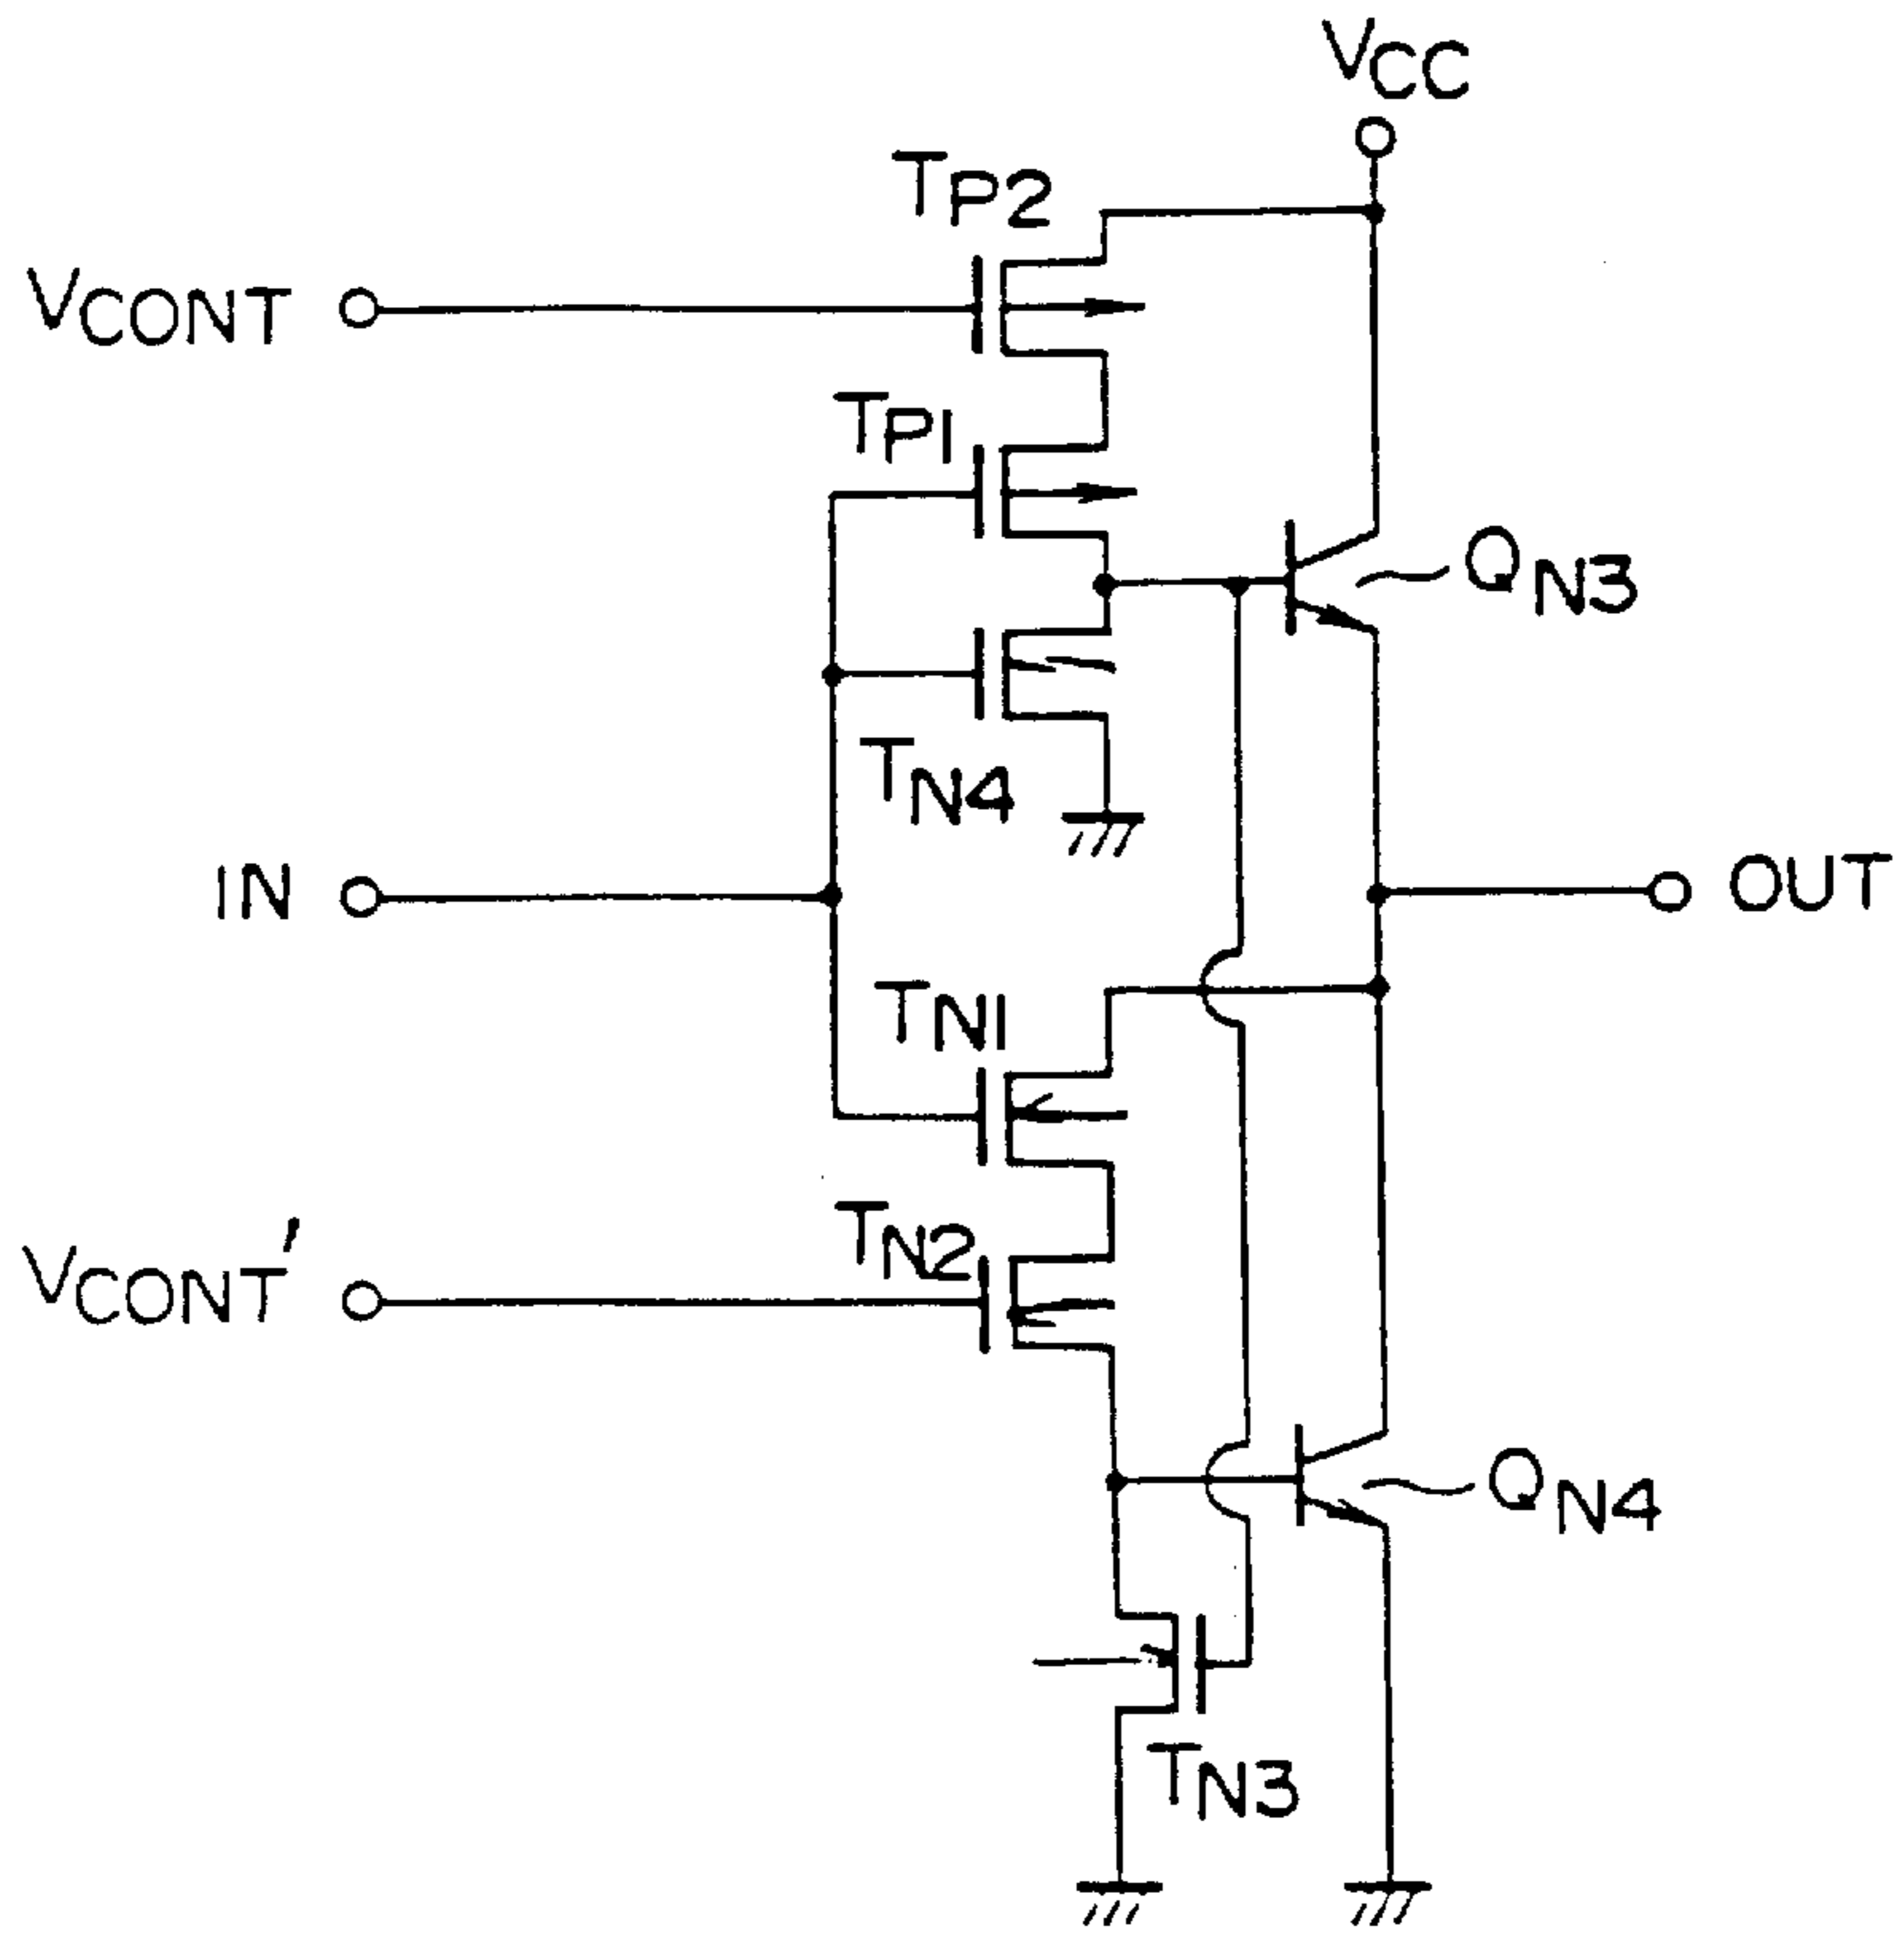 VCC
TP2
VCONT
TP1
QN3
TN4
IN
OUT
TN1
TN2
VCONT'
QN4
TN3